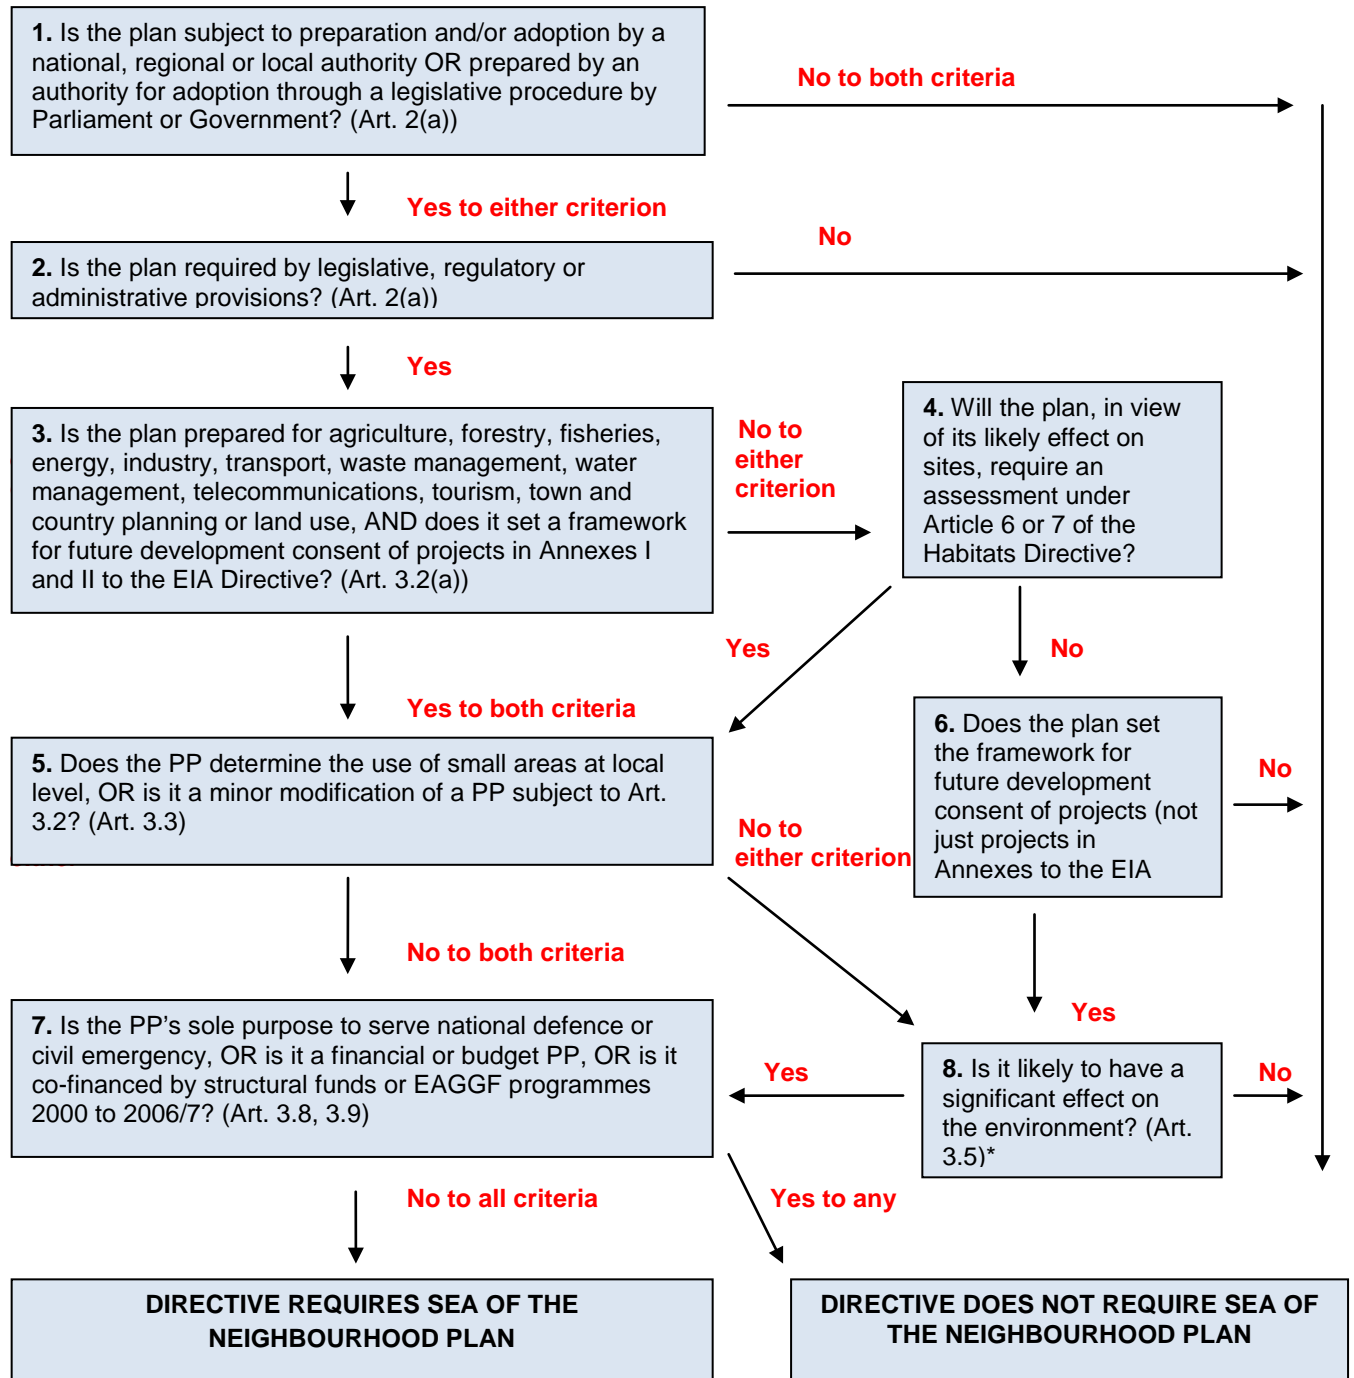 1. Is the plan subject to preparation and/or adoption by a
national, regional or local authority OR prepared by an
authority for adoption through a legislative procedure by
Parliament or Government? (Art. 2(a))
No to both criteria
Yes to either criterion
No
2. Is the plan required by legislative, regulatory or
administrative provisions? (Art. 2(a))
Yes
3. Is the plan prepared for agriculture, forestry, fisheries,
energy, industry, transport, waste management, water
management, telecommunications, tourism, town and
country planning or land use, AND does it set a framework
for future development consent of projects in Annexes I
and II to the EIA Directive? (Art. 3.2(a))
No to
either
criterion
4. Will the plan, in view
of its likely effect on
sites, require an
assessment under
Article 6 or 7 of the
Habitats Directive?
Yes
No
Yes to both criteria
5. Does the PP determine the use of small areas at local
level, OR is it a minor modification of a PP subject to Art.
3.2? (Art. 3.3)
No to
either criterion
6. Does the plan set
the framework for
future development
consent of projects (not
just projects in
Annexes to the EIA
No
No to both criteria
Yes
7. Is the PP’s sole purpose to serve national defence or
civil emergency, OR is it a financial or budget PP, OR is it
co-financed by structural funds or EAGGF programmes
2000 to 2006/7? (Art. 3.8, 3.9)
Yes
8. Is it likely to have a
significant effect on
the environment? (Art.
3.5)*
No
No to all criteria
Yes to any
DIRECTIVE REQUIRES SEA OF THE
NEIGHBOURHOOD PLAN
DIRECTIVE DOES NOT REQUIRE SEA OF
THE NEIGHBOURHOOD PLAN